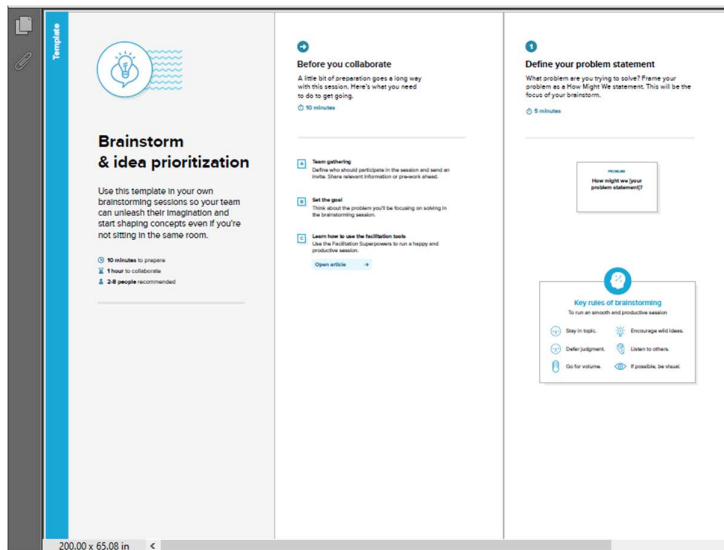 Template
Brainstorm
& idea prioritization
Use this template in your own
brainstorming sessions so your team
can unleash their imagination and
start shaping concepts even if you're
not sitting in the same room.
10 minutes to prepare
1 hour to collaborate
2-8 people recommended
Before you collaborate
A little bit of preparation goes a long way
with this session. Here's what you need
to do to get going.
10 minutes
A
Team gathering
Define who should participate in the session and send an
invite. Share relevant information or pre-work ahead.
B
Set the goal
Think about the problem you'll be focusing on solving in
the brainstorming session.
C
Learn how to use the facilitation tools
Use the Facilitation Superpowers to run a happy and
productive session.
Open article
1
Define your problem statement
What problem are you trying to solve? Frame your
problem as a How Might We statement. This will be the
focus of your brainstorm.
5 minutes
PROBLEM
How might we [your
problem statement]?
Key rules of brainstorming
To run an smooth and productive session
Stay in topic.
Encourage wild ideas.
Defer judgment.
Listen to others.
Go for volume.
If possible, be visual.
200.00 x 65.08 in